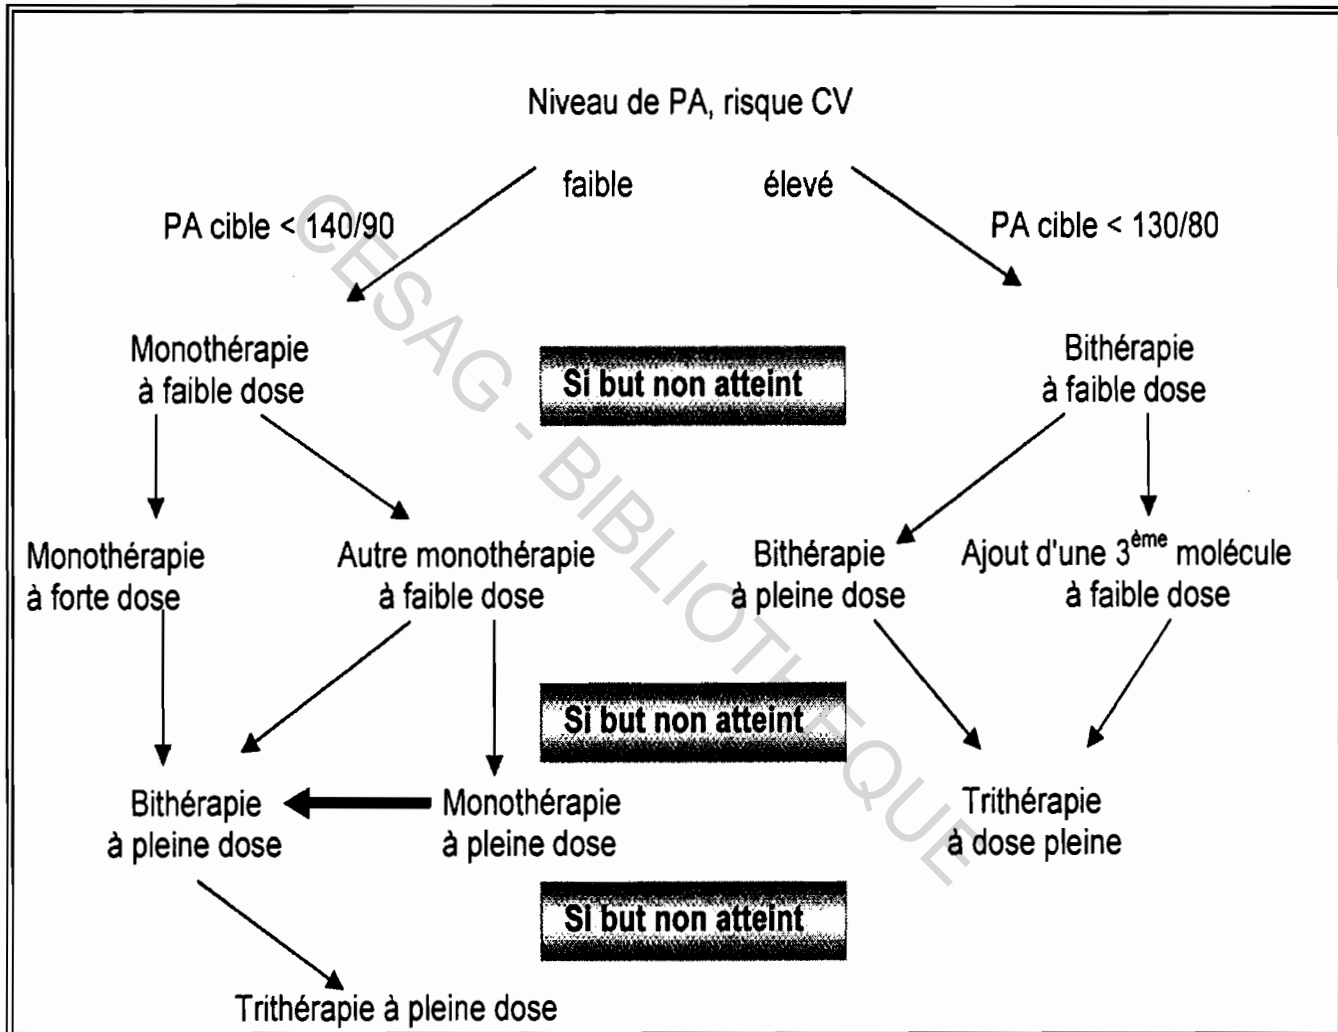 Niveau de PA, risque CV
faible
élevé
PA cible < 140/90
PA cible < 130/80
Monothérapie
à faible dose
Si but non atteint
Bithérapie
à faible dose
Monothérapie
à forte dose
Autre monothérapie
à faible dose
Bithérapie
à pleine dose
Ajout d'une 3ème molécule
à faible dose
Si but non atteint
Bithérapie
à pleine dose
Monothérapie
à pleine dose
Trithérapie
à dose pleine
Si but non atteint
Trithérapie à pleine dose
CESAG - BIBLIOTHEQUE